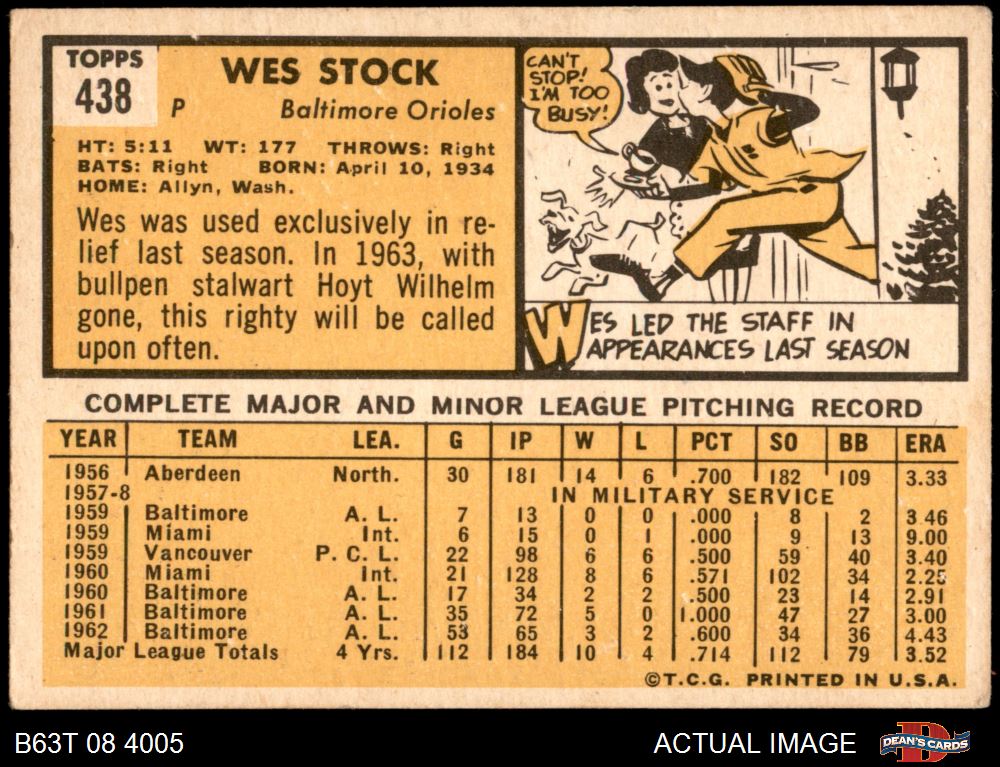 TOPPS
438
P
WES STOCK
Baltimore Orioles
HT: 5:11 WT: 177 THROWS: Right
BATS: Right BORN: April 10, 1934
HOME: Allyn, Wash.
Wes was used exclusively in re-
lief last season. In 1963, with
bullpen stalwart Hoyt Wilhelm
gone, this righty will be called
upon often.
CAN'T
STOP!
I'M TOO
BUSY!
WES LED THE STAFF IN
APPEARANCES LAST SEASON
COMPLETE MAJOR AND MINOR LEAGUE PITCHING RECORD
YEAR TEAM LEA. G IP W L PCT SO BB ERA
1956 Aberdeen North. 30 181 14 6 .700 182 109 3.33
1957-8 IN MILITARY SERVICE
1959 Baltimore A. L. 7 13 0 0 .000 8 2 3.46
1959 Miami Int. 6 15 0 1 .000 9 13 9.00
1959 Vancouver P. C. L. 22 98 6 6 .500 59 40 3.40
1960 Miami Int. 21 128 8 6 .571 102 34 2.25
1960 Baltimore A. L. 17 34 2 2 .500 23 14 2.91
1961 Baltimore A. L. 35 72 5 0 1.000 47 27 3.00
1962 Baltimore A. L. 53 65 3 2 .600 34 36 4.43
Major League Totals 4 Yrs. 112 184 10 4 .714 112 79 3.52
©T.C.G. PRINTED IN U.S.A.
B63T 08 4005
ACTUAL IMAGE
DEAN'S CARDS